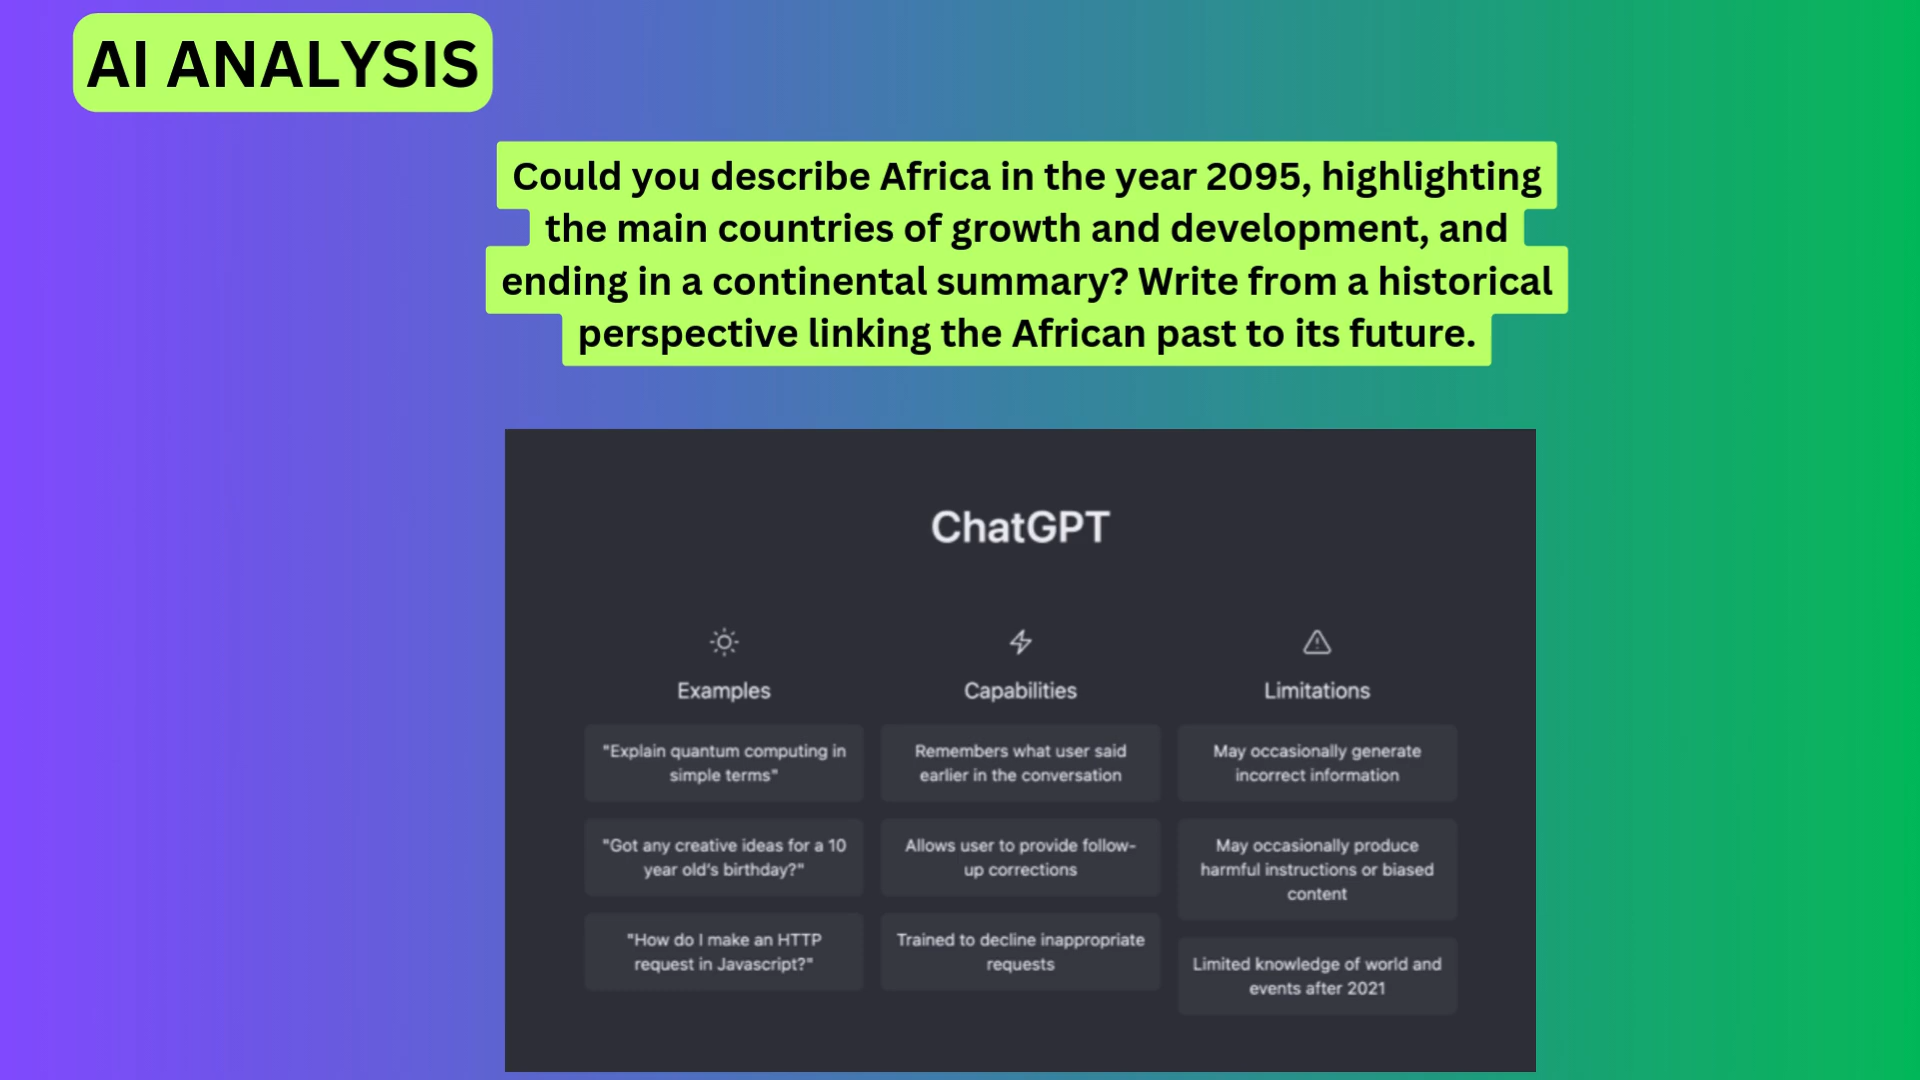 AI ANALYSIS
Could you describe Africa in the year 2095, highlighting
the main countries of growth and development, and
ending in a continental summary? Write from a historical
perspective linking the African past to its future.
ChatGPT
Examples
"Explain quantum computing in
simple terms"
"Got any creative ideas for a 10
year old's birthday?"
"How do I make an HTTP
request in Javascript?"
Capabilities
Remembers what user said
earlier in the conversation
Allows user to provide follow-
up corrections
Trained to decline inappropriate
requests
Limitations
May occasionally generate
incorrect information
May occasionally produce
harmful instructions or biased
content
Limited knowledge of world and
events after 2021